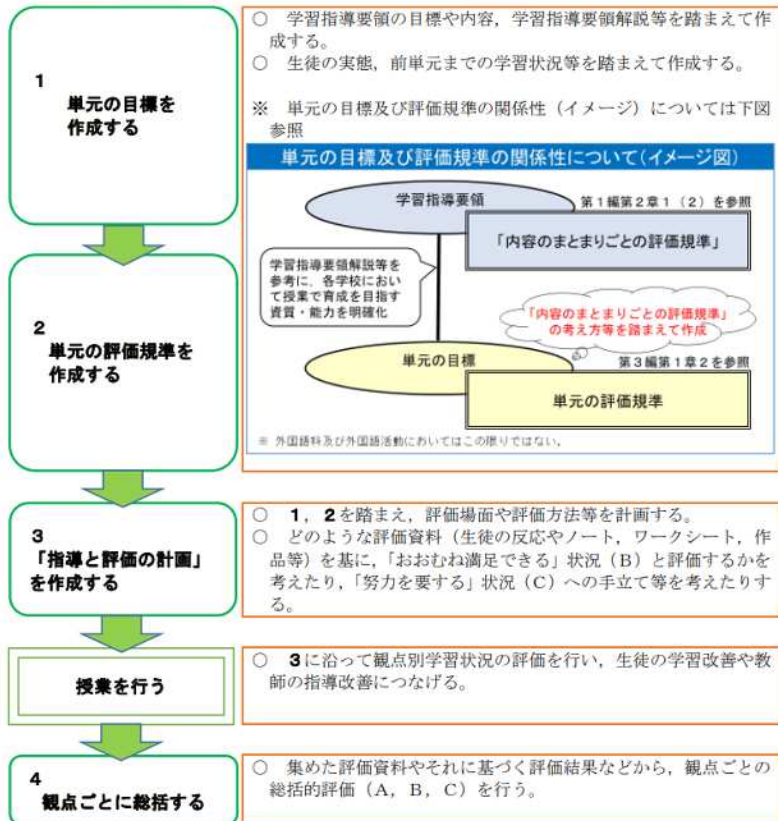 1
単元の目標を
作成する
○ 学習指導要領の目標や内容，学習指導要領解説等を踏まえて作
成する。
○ 生徒の実態，前単元までの学習状況等を踏まえて作成する。
※ 単元の目標及び評価規準の関係性（イメージ）については下図
参照
単元の目標及び評価規準の関係性について(イメージ図)
学習指導要領
第１編第２章１（２）を参照
「内容のまとまりごとの評価規準」
学習指導要領解説等を
参考に，各学校におい
て授業で育成を目指す
資質・能力を明確化
「内容のまとまりごとの評価規準」
の考え方等を踏まえて作成
単元の目標
第３編第１章２を参照
単元の評価規準
※ 外国語科及び外国語活動においてはこの限りではない。
2
単元の評価規準を
作成する
3
「指導と評価の計画」
を作成する
○ 1，2を踏まえ，評価場面や評価方法等を計画する。
○ どのような評価資料（生徒の反応やノート，ワークシート，作
品等）を基に，「おおむね満足できる」状況（B）と評価するかを
考えたり，「努力を要する」状況（C）への手立て等を考えたりす
る。
授業を行う
○ 3に沿って観点別学習状況の評価を行い，生徒の学習改善や教
師の指導改善につなげる。
4
観点ごとに総括する
○ 集めた評価資料やそれに基づく評価結果などから，観点ごとの
総括的評価（A，B，C）を行う。